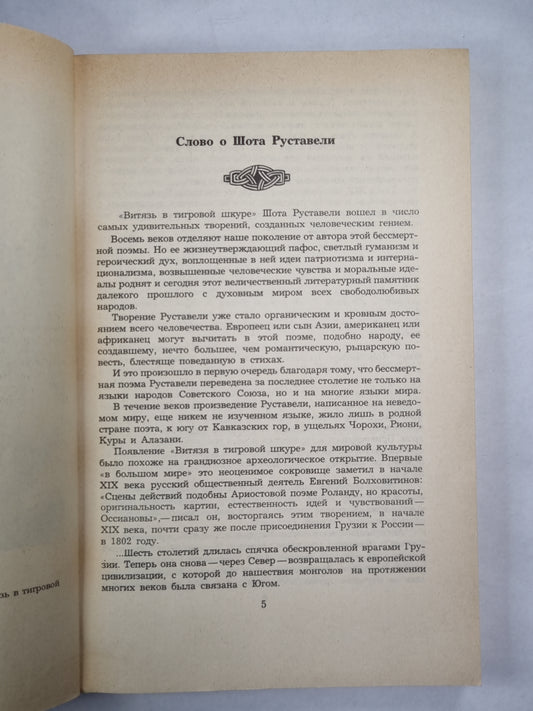 Слово о Шота Руставели
«Витязь в тигровой шкуре» Шота Руставели вошел в число
самых удивительных творений, созданных человеческим гением.
Восемь веков отделяют наше поколение от автора этой бессмерт-
ной поэмы. Но ее жизнеутверждающий пафос, светлый гуманизм и
героический дух, воплощенные в ней идеи патриотизма и интерна-
ционализма, возвышенные человеческие чувства и моральные иде-
алы роднят и сегодня этот величественный литературный памятник
далекого прошлого с духовным миром всех свободолюбивых
народов.
Творение Руставели уже стало органическим и кровным досто-
янием всего человечества. Европеец или сын Азии, американец или
африканец могут вычитать в этой поэме, подобно народу, ее
создавшему, нечто большее, чем романтическую, рыцарскую по-
весть, блестяще поведанную в стихах.
И это произошло в первую очередь благодаря тому, что бессмерт-
ная поэма Руставели переведена за последнее столетие не только на
языки народов Советского Союза, но и на многие языки мира.
В течение веков произведение Руставели, написанное на неведо-
мом миру, еще никем не изученном языке, жило лишь в родной
стране поэта, к югу от Кавказских гор, в ущельях Чорохи, Риони,
Куры и Алазани.
Появление «Витязя в тигровой шкуре» для мировой культуры
было похоже на грандиозное археологическое открытие. Впервые
«в большом мире» это неоценимое сокровище заметил в начале
XIX века русский общественный деятель Евгений Болховитинов:
«Сцены действий подобны Ариостовой поэме Роланду, но красоты,
оригинальность картин, естественность идей и чувствований—
Оссиановы»,—писал он, восторгаясь этим творением, в начале
XIX века, почти сразу же после присоединения Грузии к России—
в 1802 году.
...Шесть столетий длилась спячка обескровленной врагами Гру-
зии. Теперь она снова—через Север—возвращалась к европейской
цивилизации, с которой до нашествия монголов на протяжении
многих веков была связана с Югом.
5
в тигровой